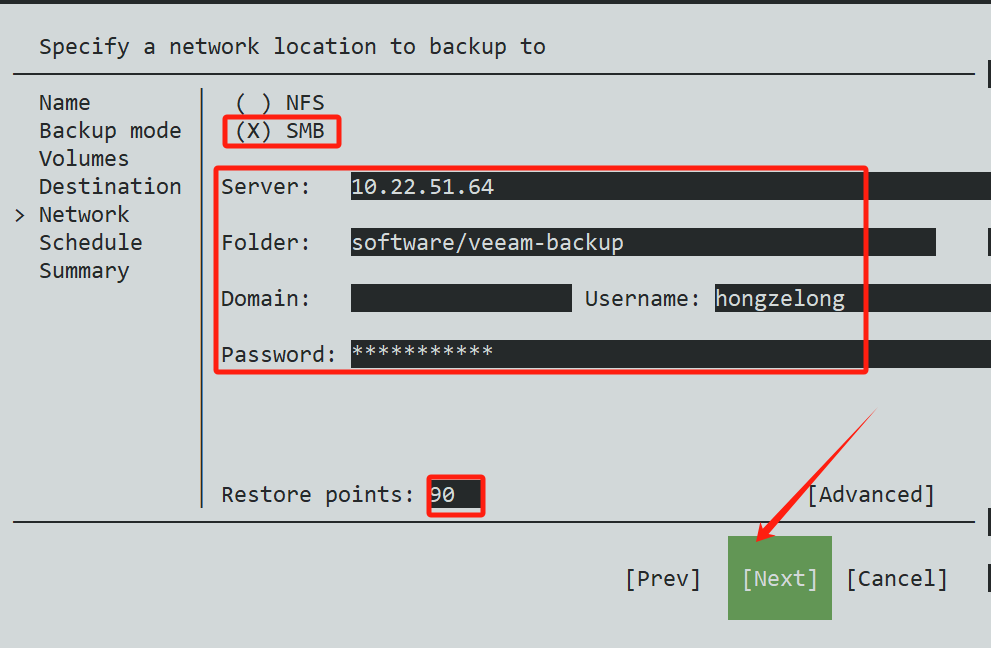 Specify a network location to backup to
Name
Backup mode
Volumes
Destination
> Network
Schedule
Summary
( ) NFS
(X) SMB
Server: 10.22.51.64
Folder: software/veeam-backup
Domain: Username: hongzelong
Password: ***********
Restore points: 90 [Advanced]
[Prev] [Next] [Cancel]